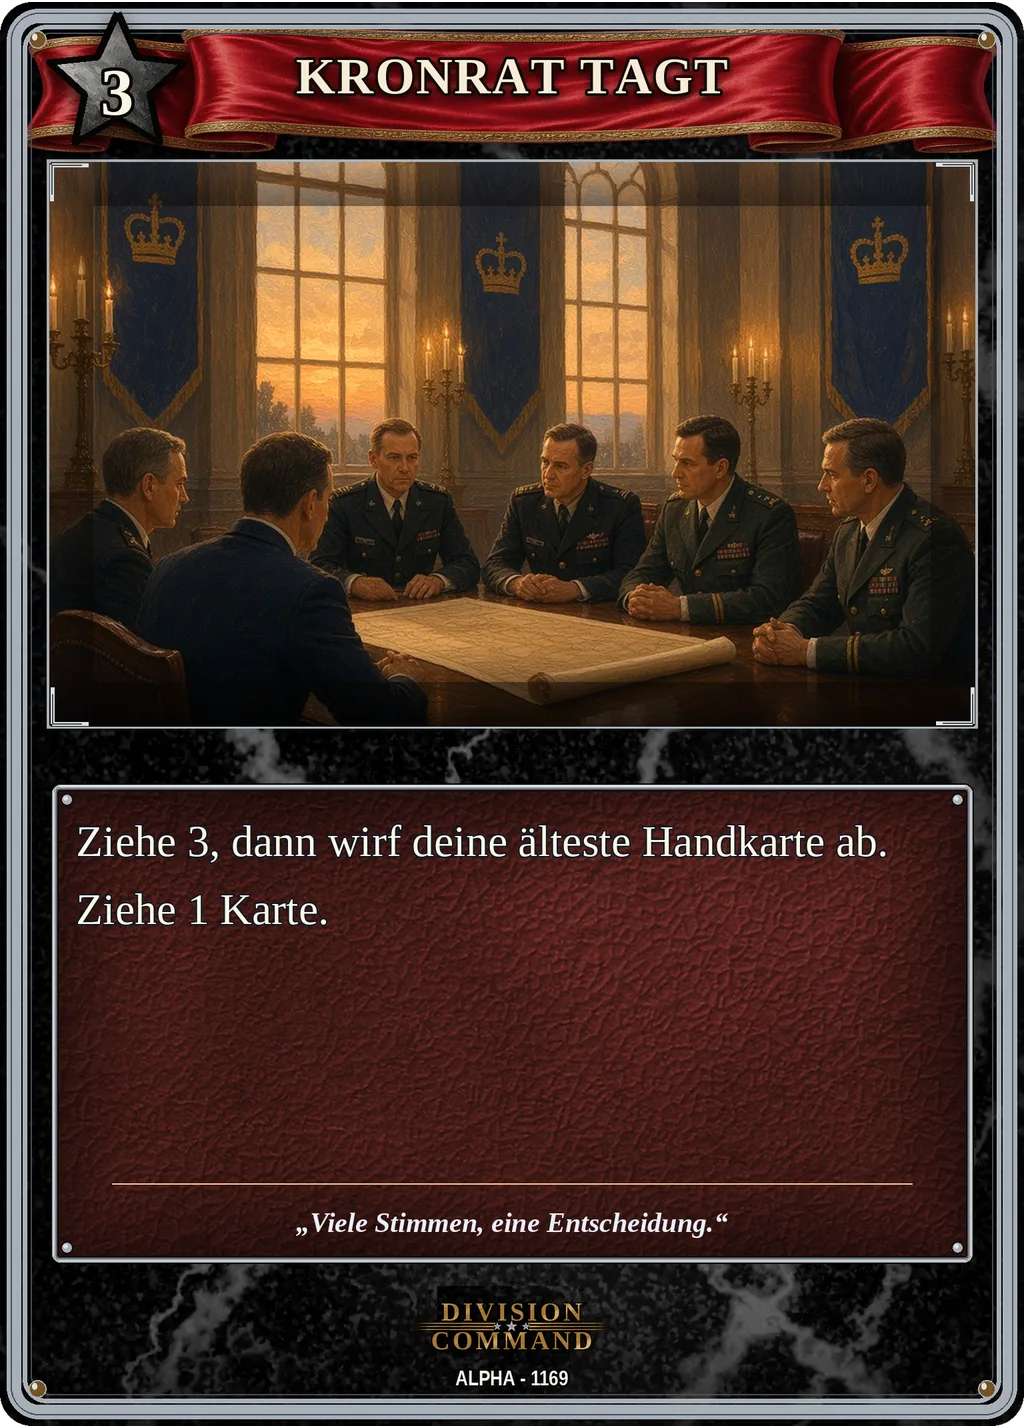 3
KRONRAT TAGT
Ziehe 3, dann wirf deine älteste Handkarte ab.
Ziehe 1 Karte.
„Viele Stimmen, eine Entscheidung.“
DIVISION
COMMAND
ALPHA - 1169